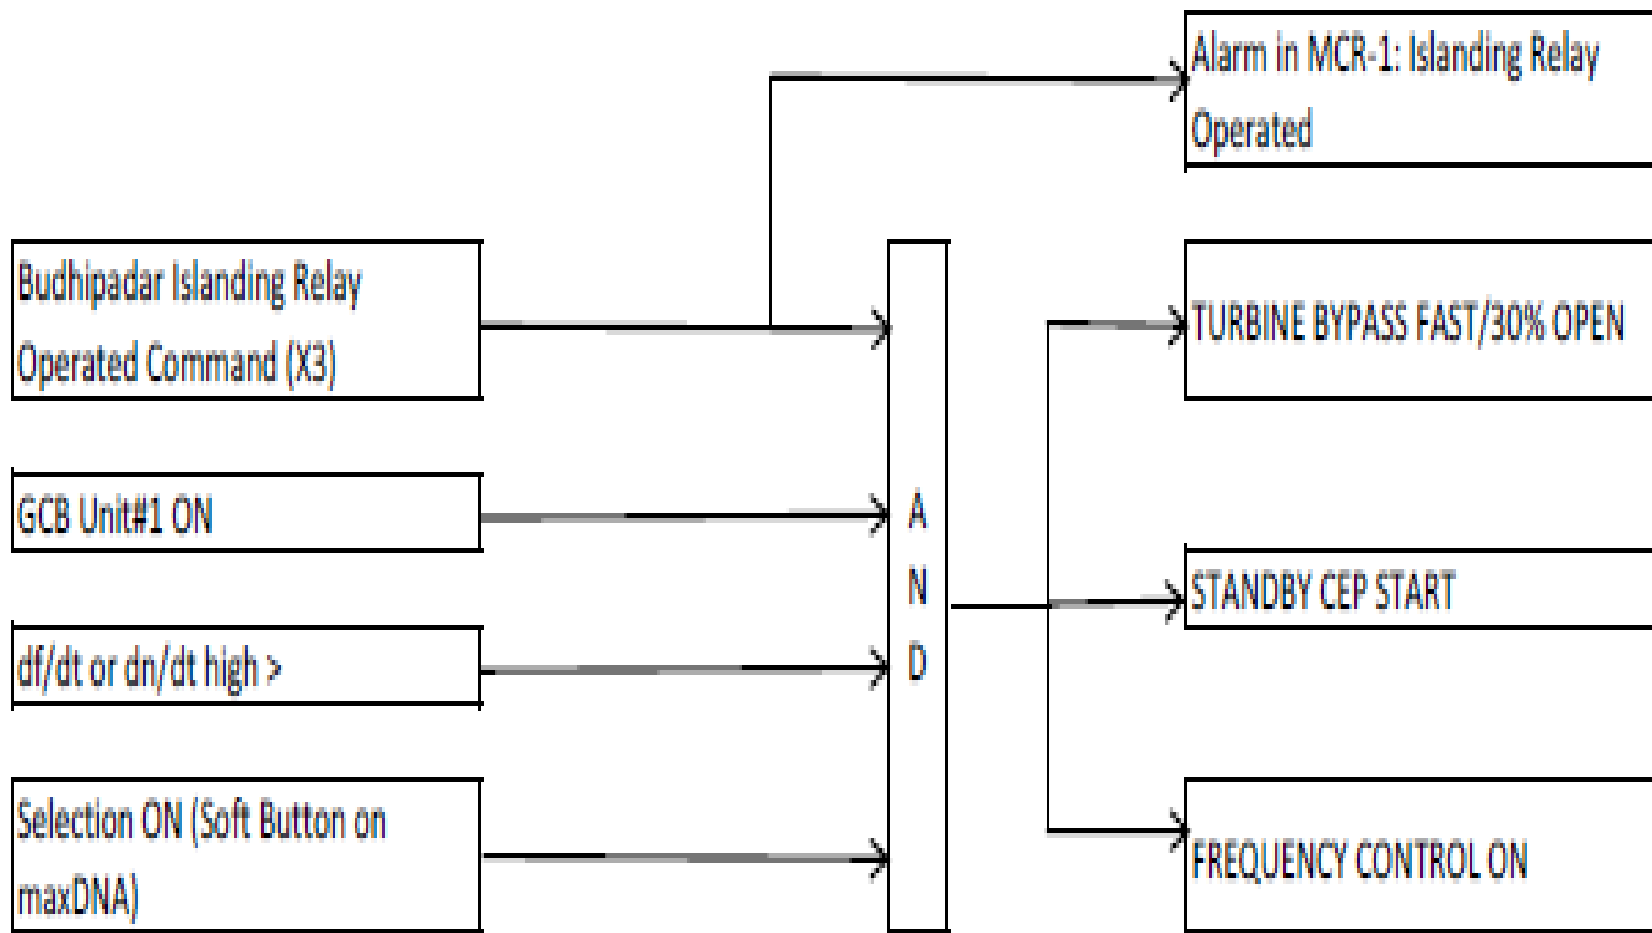 Alarm in MCR-1: Islanding Relay
Operated
Budhipadar Islanding Relay
Operated Command (X3)
TURBINE BYPASS FAST/30% OPEN
GCB Unit#1 ON
A
N
D
STANDBY CEP START
df/dt or dn/dt high >
Selection ON (Soft Button on
maxDNA)
FREQUENCY CONTROL ON